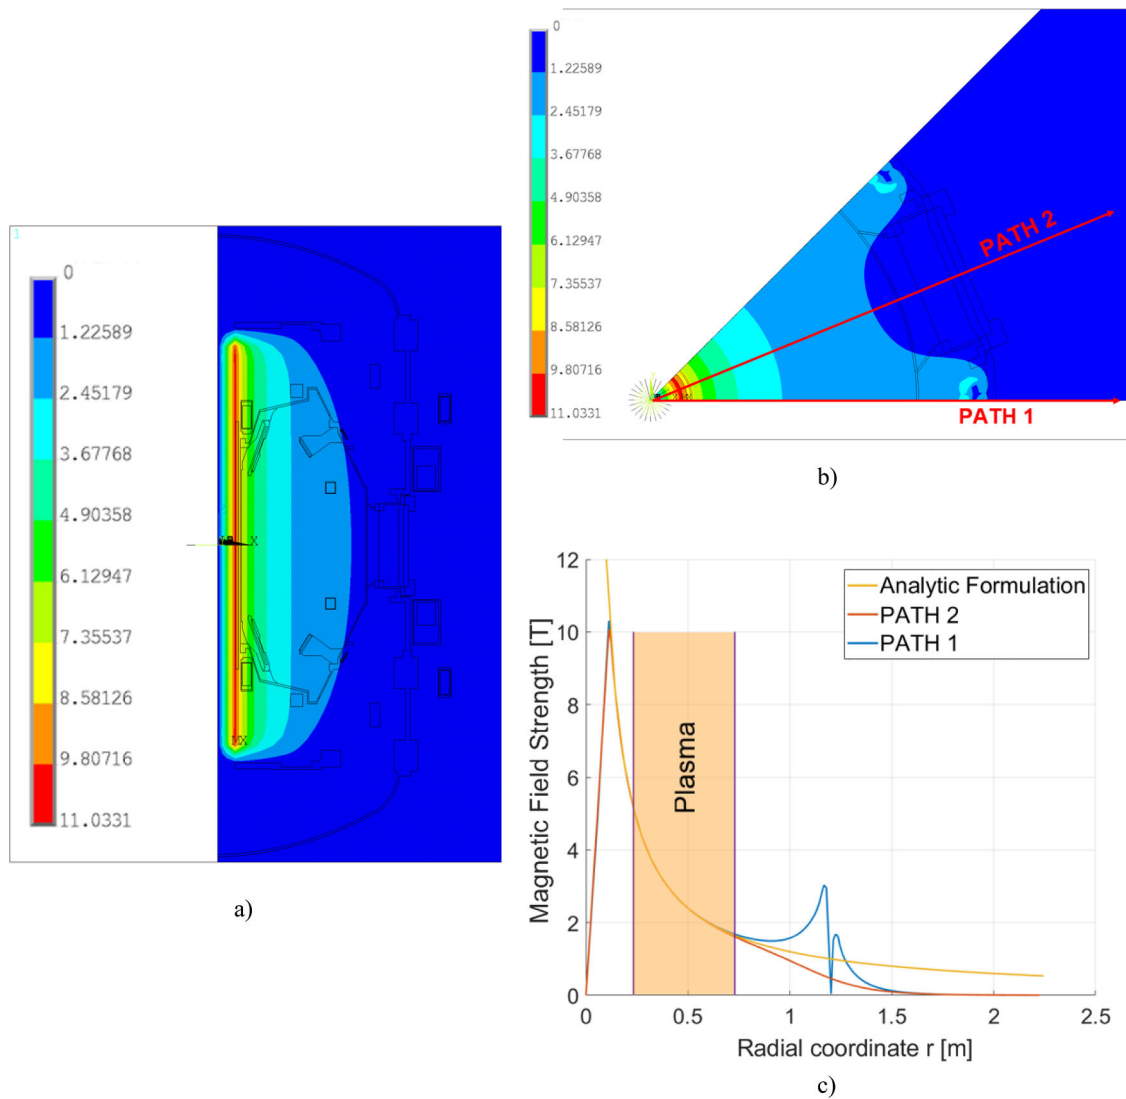 1
0
1.22589
2.45179
3.67768
4.90358
6.12947
7.35537
8.58126
9.80716
11.0331
X
MX
a)
0
1.22589
2.45179
3.67768
4.90358
6.12947
7.35537
8.58126
9.80716
11.0331
PATH 2
PATH 1
b)
Magnetic Field Strength [T]
12
10
8
6
4
2
0
Analytic Formulation
PATH 2
PATH 1
Plasma
0
0.5
1
1.5
2
2.5
Radial coordinate r [m]
c)